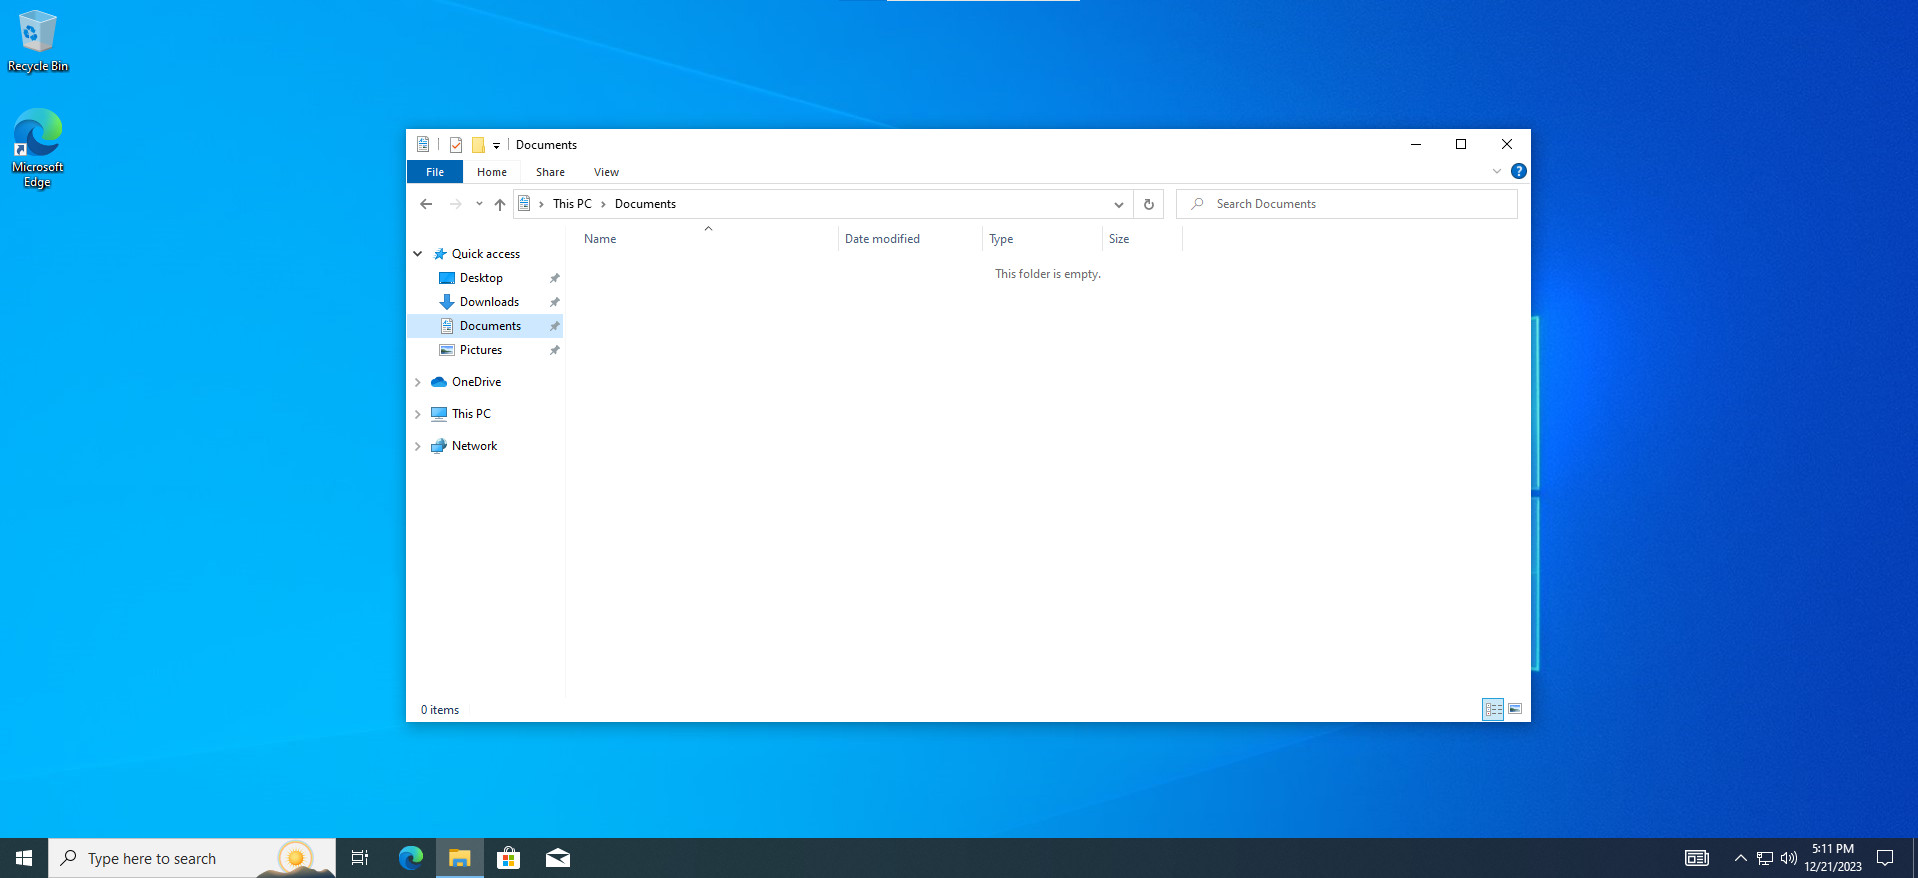 Recycle Bin
Microsoft
Edge
Documents
File
Home
Share
View
?
This PC
Documents
Search Documents
Name
Date modified
Type
Size
This folder is empty.
Quick access
Desktop
Downloads
Documents
Pictures
OneDrive
This PC
Network
0 items
Type here to search
5:11 PM
12/21/2023